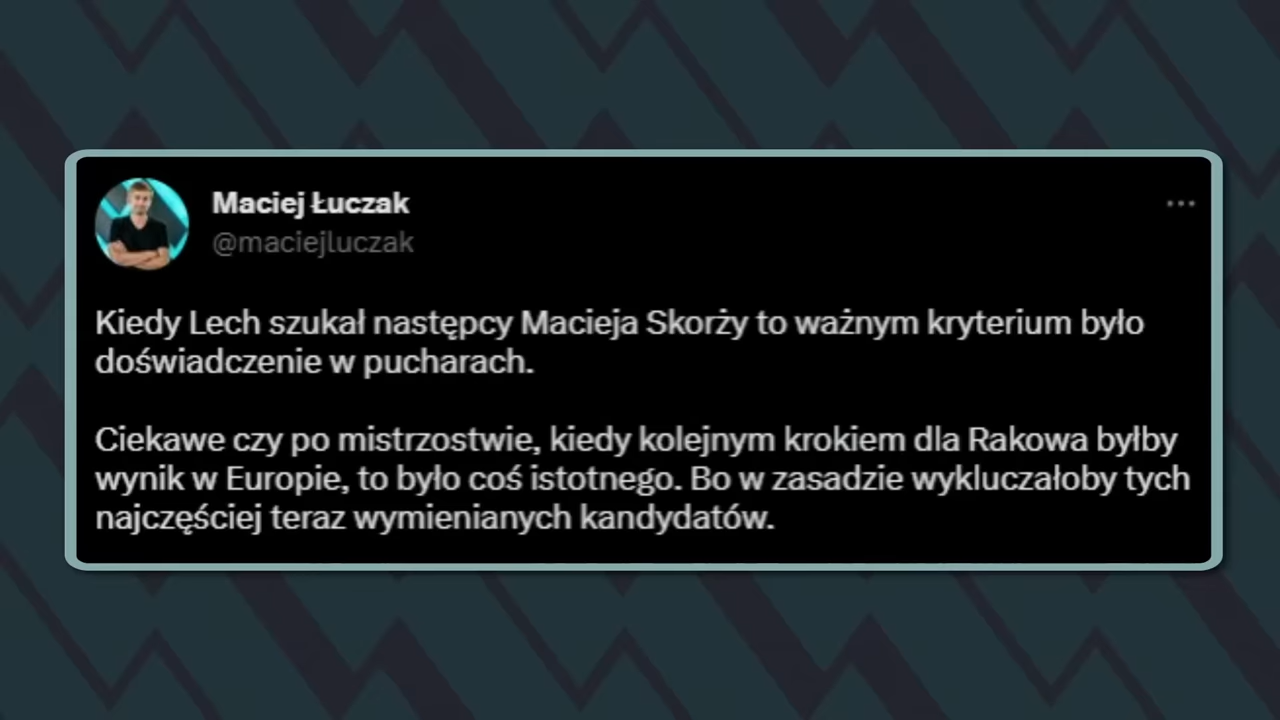 Maciej Łuczak
@maciejluczak
Kiedy Lech szukał następcy Macieja Skorży to ważnym kryterium było
doświadczenie w pucharach.
Ciekawe czy po mistrzostwie, kiedy kolejnym krokiem dla Rakowa byłby
wynik w Europie, to było coś istotnego. Bo w zasadzie wykluczałoby tych
najczęściej teraz wymienianych kandydatów.